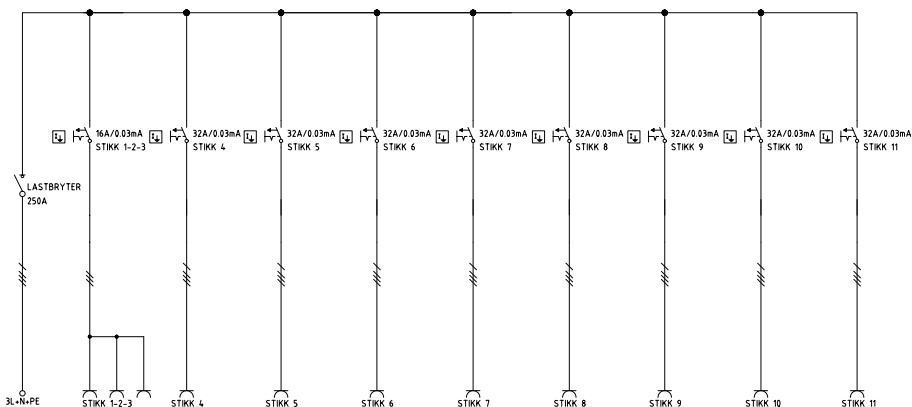 16A/0.03mA
STIKK 1-2-3
32A/0.03mA
STIKK 4
32A/0.03mA
STIKK 5
32A/0.03mA
STIKK 6
32A/0.03mA
STIKK 7
32A/0.03mA
STIKK 8
32A/0.03mA
STIKK 9
32A/0.03mA
STIKK 10
32A/0.03mA
STIKK 11
LASTBRYTER
250A
3L+N+PE
STIKK 1-2-3
STIKK 4
STIKK 5
STIKK 6
STIKK 7
STIKK 8
STIKK 9
STIKK 10
STIKK 11